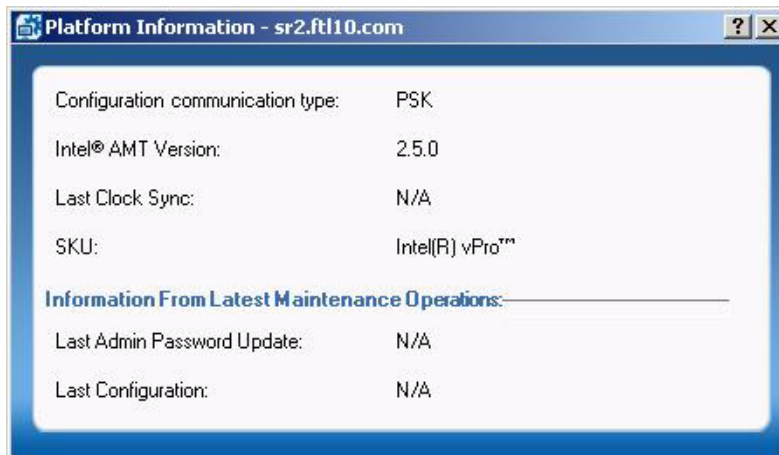 Platform Information - sr2.ftl10.com
Configuration communication type: PSK
Intel® AMT Version: 2.5.0
Last Clock Sync: N/A
SKU: Intel(R) vPro™
Information From Latest Maintenance Operations:
Last Admin Password Update: N/A
Last Configuration: N/A